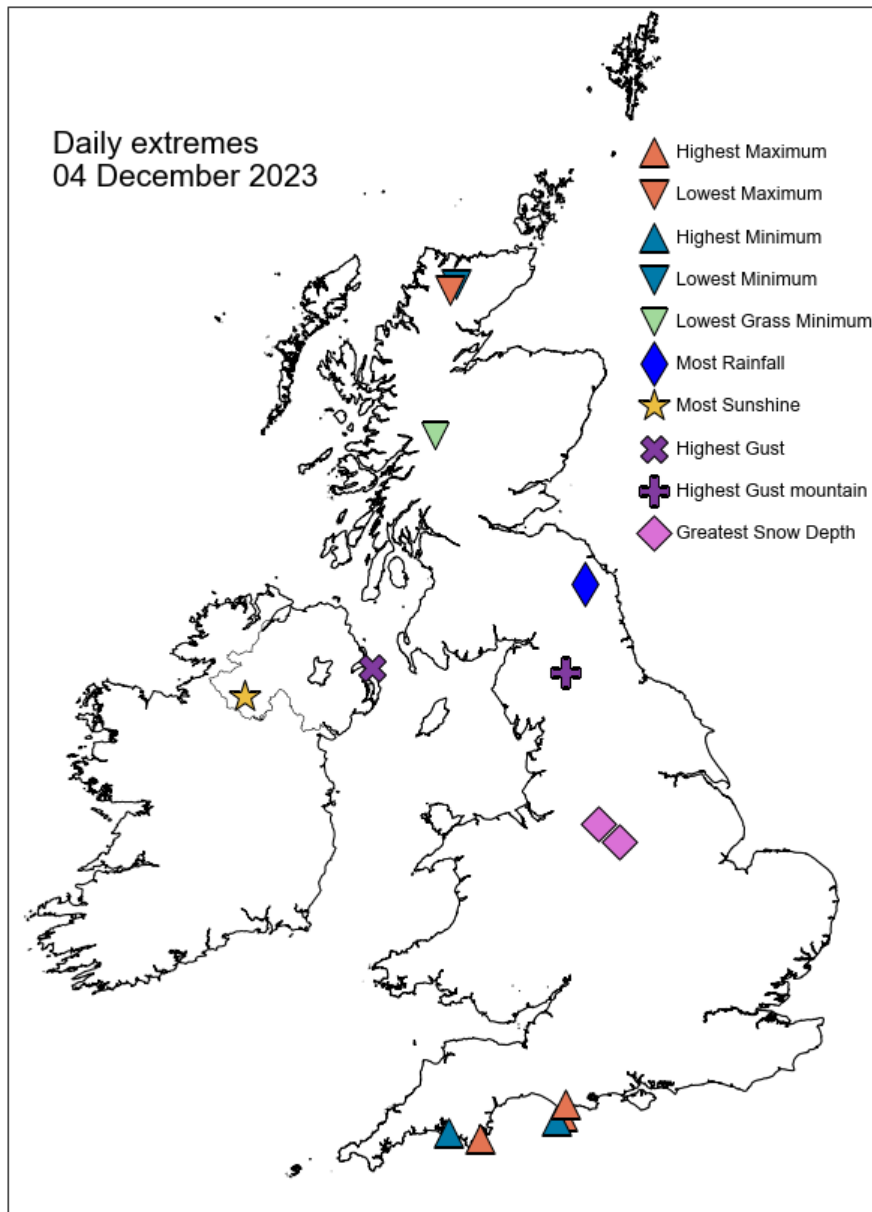 Daily extremes
04 December 2023
Highest Maximum
Lowest Maximum
Highest Minimum
Lowest Minimum
Lowest Grass Minimum
Most Rainfall
Most Sunshine
Highest Gust
Highest Gust mountain
Greatest Snow Depth